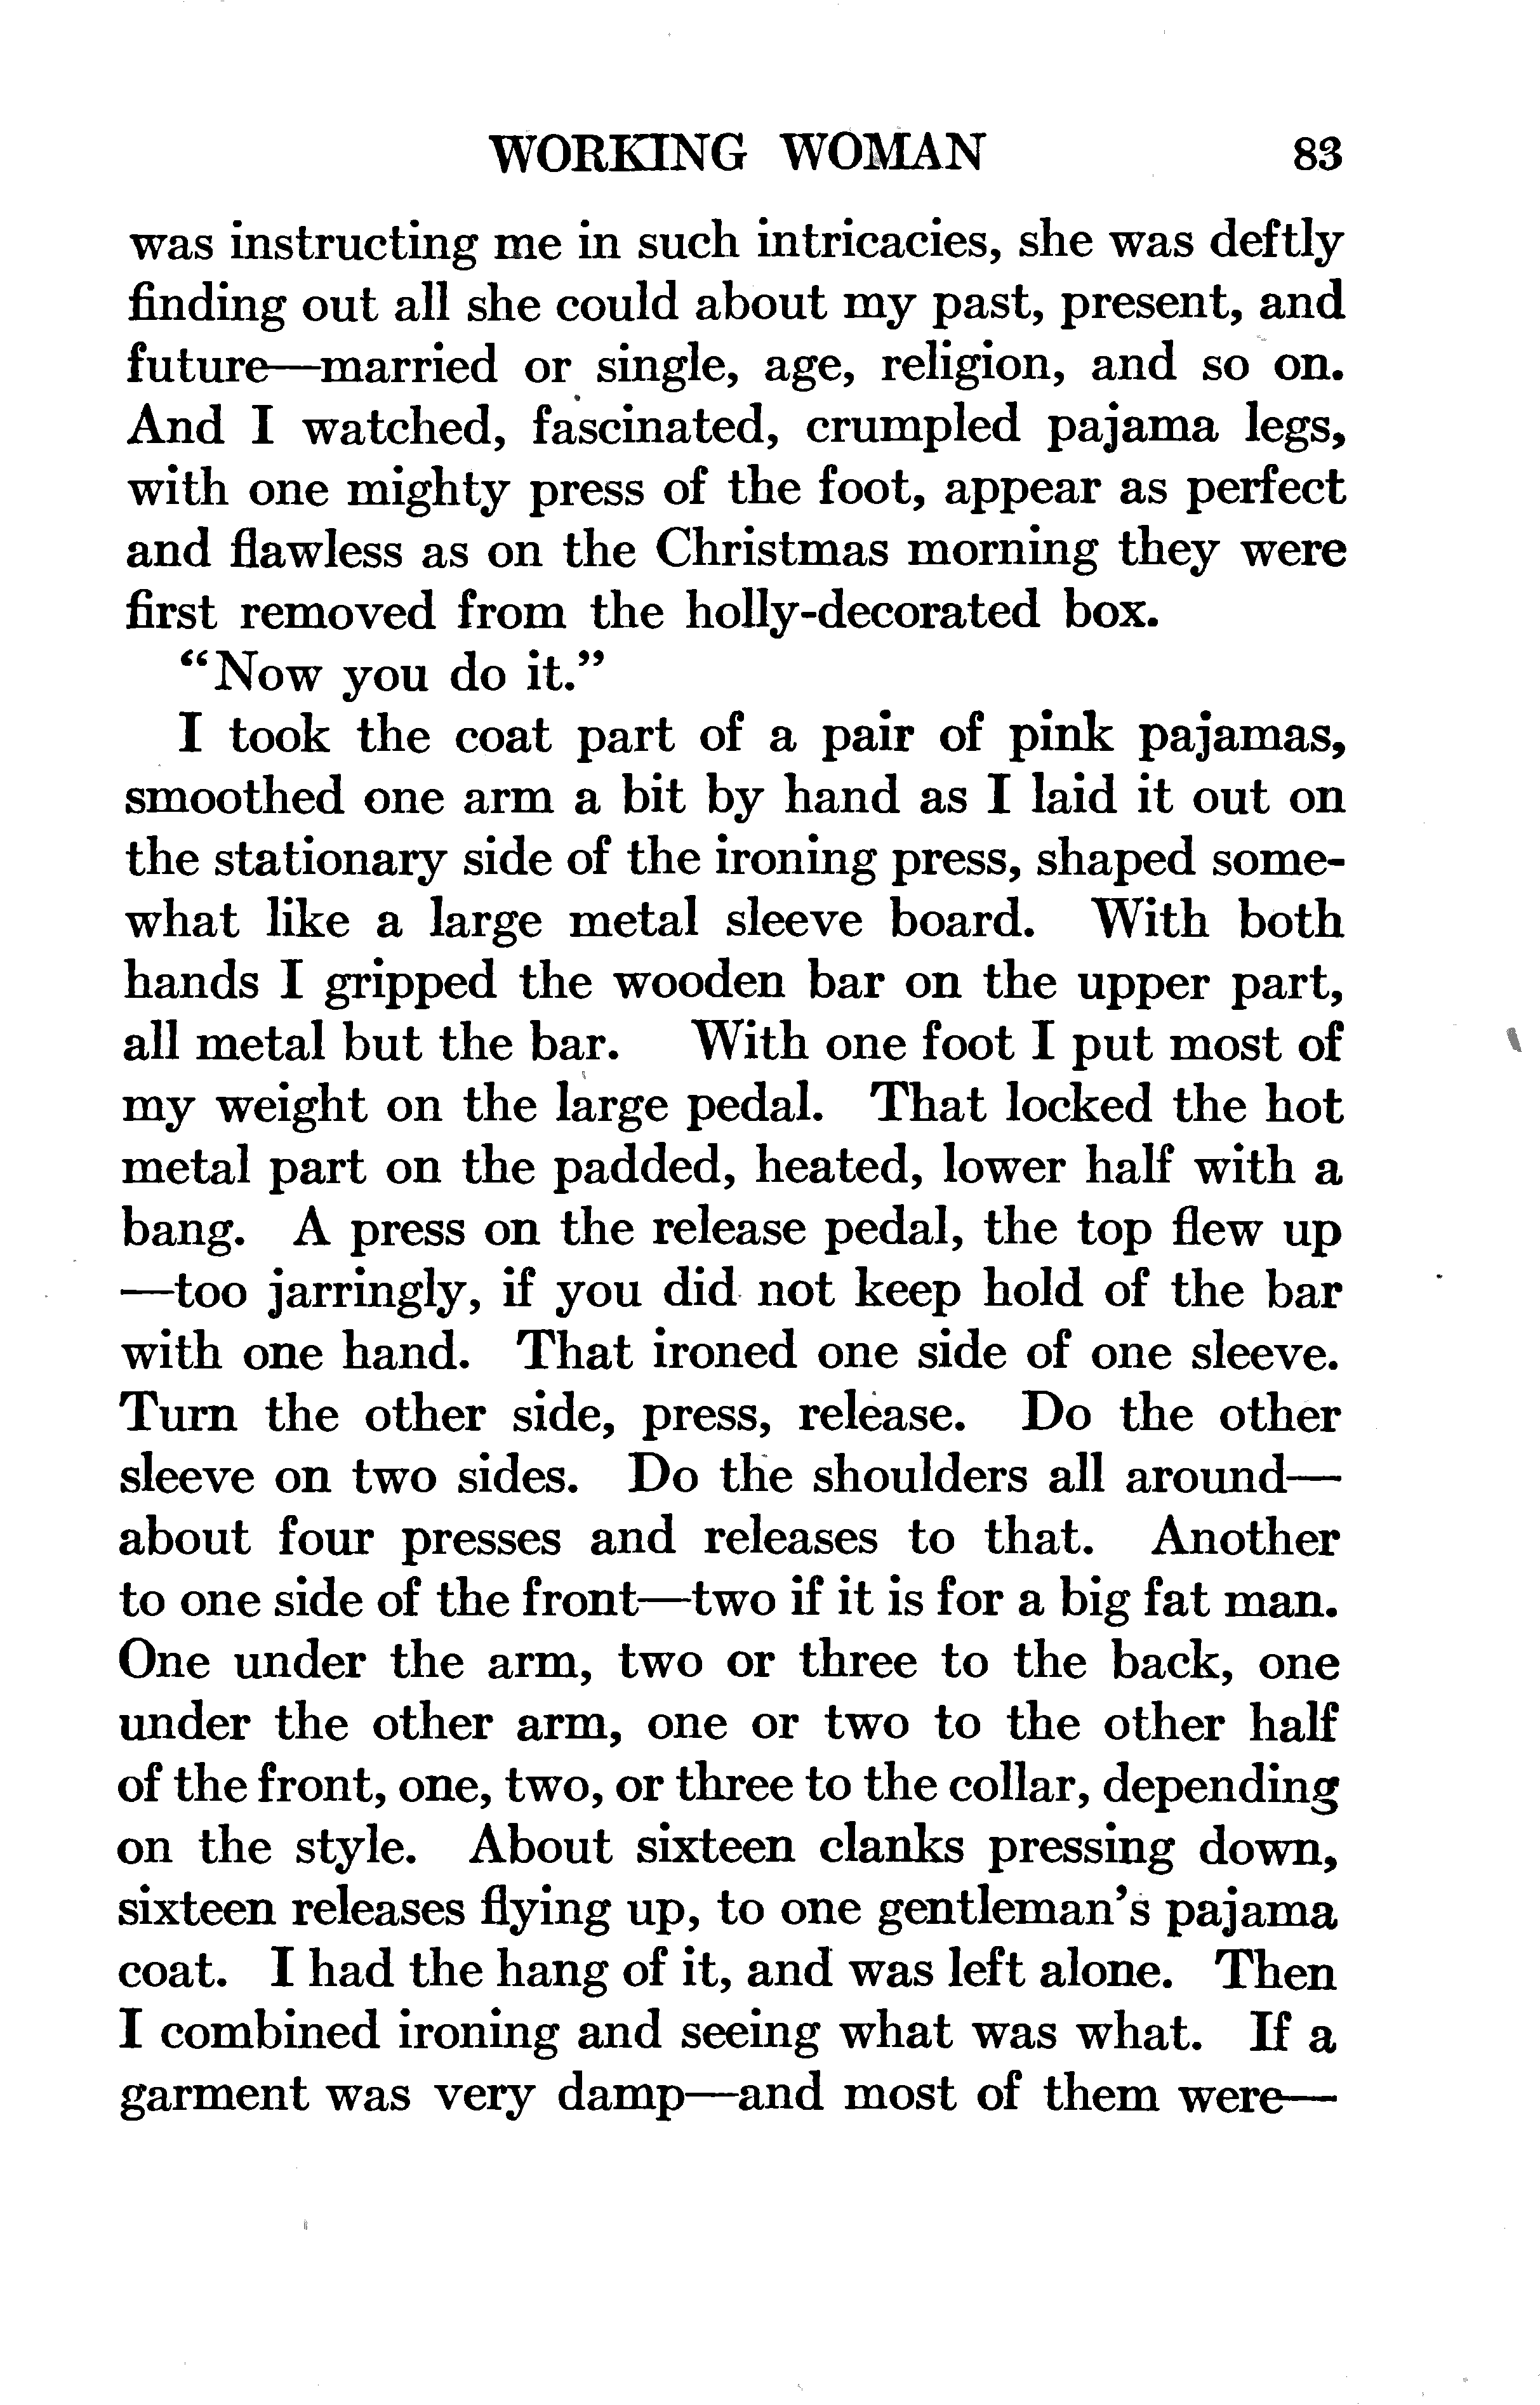 WORKING WOMAN 83
was instructing me in such intricacies, she was deftly
finding out all she could about my past, present, and
future—married or single, age, religion, and so on.
And I watched, fascinated, crumpled pajama legs,
with one mighty press of the foot, appear as perfect
and flawless as on the Christmas morning they were
first removed from the holly-decorated box.
“Now you do it.”
I took the coat part of a pair of pink pajamas,
smoothed one arm a bit by hand as I laid it out on
the stationary side of the ironing press, shaped some-
what like a large metal sleeve board. With both
hands I gripped the wooden bar on the upper part,
all metal but the bar. With one foot I put most of
my weight on the large pedal. That locked the hot
metal part on the padded, heated, lower half with a
bang. A press on the release pedal, the top flew up
—too jarringly, if you did not keep hold of the bar
with one hand. That ironed one side of one sleeve.
Turn the other side, press, release. Do the other
sleeve on two sides. Do the shoulders all around—
about four presses and releases to that. Another
to one side of the front—two if it is for a big fat man.
One under the arm, two or three to the back, one
under the other arm, one or two to the other half
of the front, one, two, or three to the collar, depending
on the style. About sixteen clanks pressing down,
sixteen releases flying up, to one gentleman’s pajama
coat. I had the hang of it, and was left alone. Then
I combined ironing and seeing what was what. If a
garment was very damp—and most of them were—